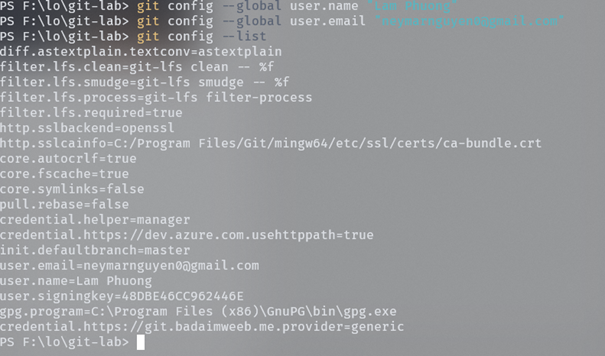 PS F:\lo\git-lab> git config --global user.name "Lam Phuong"
PS F:\lo\git-lab> git config --global user.email "neymarnguyen0@gmail.com"
PS F:\lo\git-lab> git config --list
diff.astextplain.textconv=astextplain
filter.lfs.clean=git-lfs clean -- %f
filter.lfs.smudge=git-lfs smudge -- %f
filter.lfs.process=git-lfs filter-process
filter.lfs.required=true
http.sslbackend=openssl
http.sslcainfo=C:/Program Files/Git/mingw64/etc/ssl/certs/ca-bundle.crt
core.autocrlf=true
core.fscache=true
core.symlinks=false
pull.rebase=false
credential.helper=manager
credential.https://dev.azure.com.usehttppath=true
init.defaultbranch=master
user.email=neymarnguyen0@gmail.com
user.name=Lam Phuong
user.signingkey=48DBE46CC962446E
gpg.program=C:\Program Files (x86)\GnuPG\bin\gpg.exe
credential.https://git.badaimweeb.me.provider=generic
PS F:\lo\git-lab>